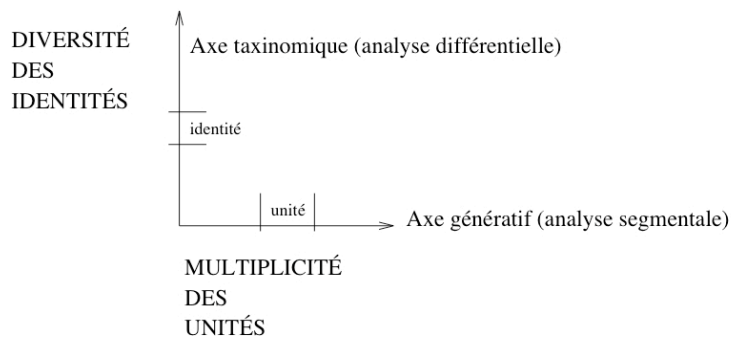 DIVERSITÉ
DES
IDENTITÉS
Axe taxinomique (analyse différentielle)
identité
unité
Axe génératif (analyse segmentale)
MULTIPLICITÉ
DES
UNITÉS